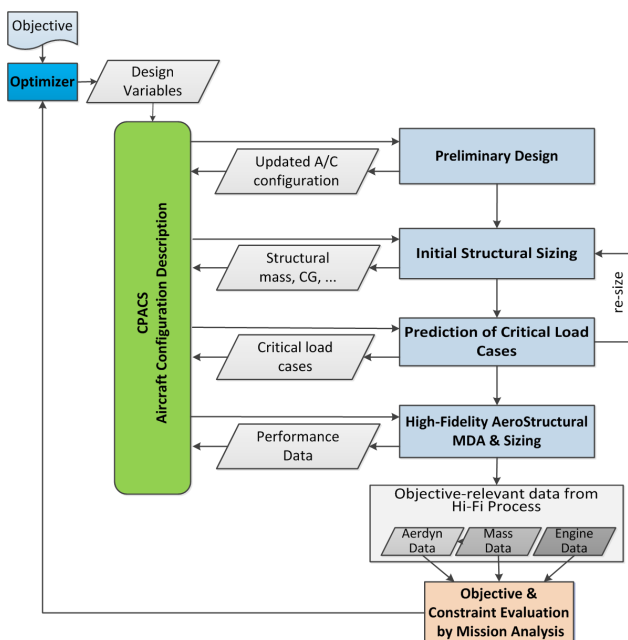 Objective
Optimizer
Design
Variables
CPACS
Aircraft Configuration Description
Preliminary Design
Updated A/C
configuration
Initial Structural Sizing
Structural
mass, CG, ...
re-size
Prediction of Critical Load
Cases
Critical load
cases
High-Fidelity AeroStructural
MDA & Sizing
Performance
Data
Objective-relevant data from
Hi-Fi Process
Aerdyn
Data
Mass
Data
Engine
Data
Objective &
Constraint Evaluation
by Mission Analysis